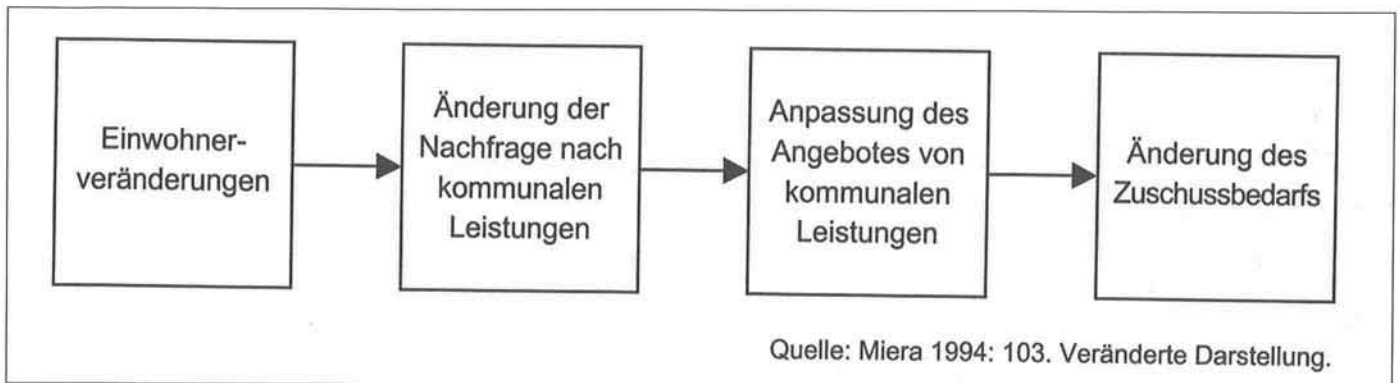 Einwohner-
veränderungen
Änderung der
Nachfrage nach
kommunalen
Leistungen
Anpassung des
Angebotes von
kommunalen
Leistungen
Änderung des
Zuschussbedarfs
Quelle: Miera 1994: 103. Veränderte Darstellung.